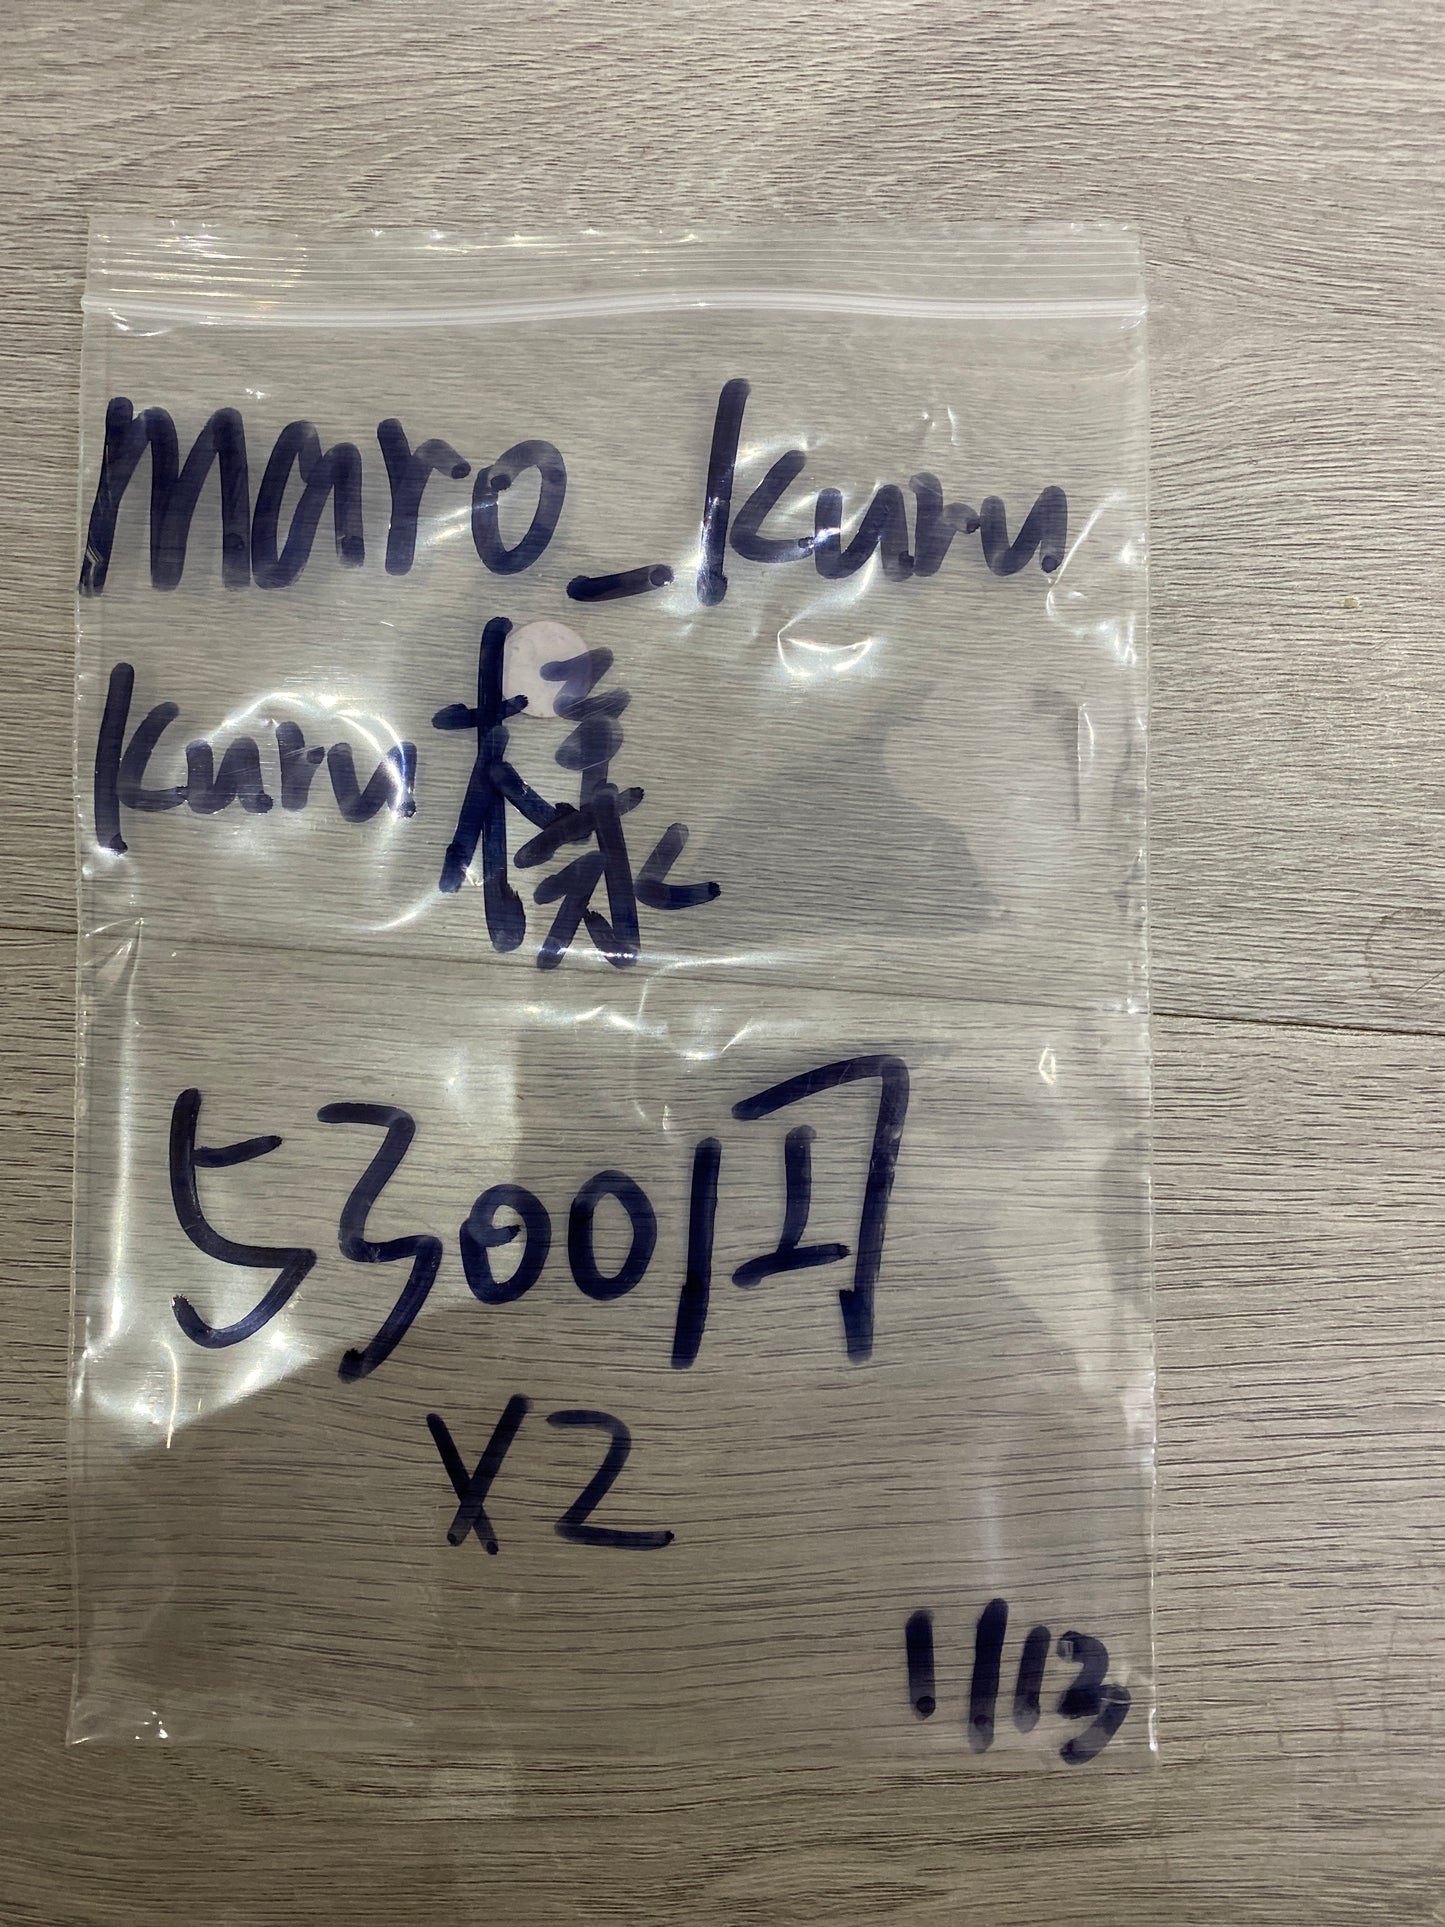 maro_kuru
kuru様
5300円
x2
1/13